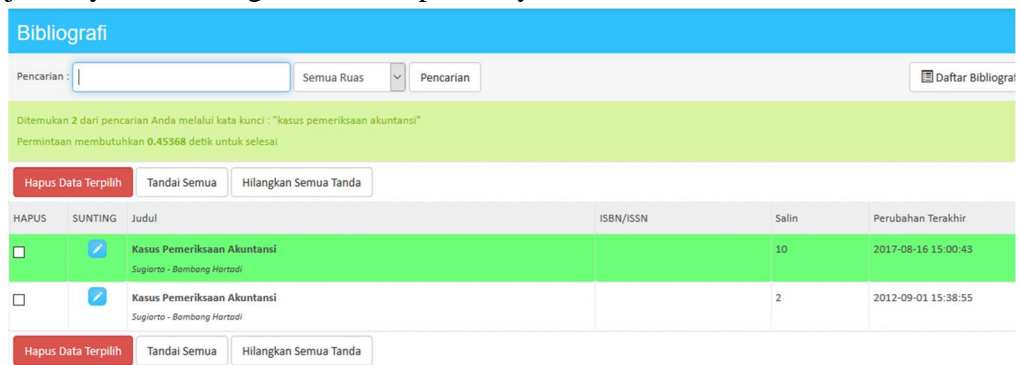 Bibliografi
Pencarian : Semua Ruas Pencarian Daftar Bibliograf
Ditemukan 2 dari pencarian Anda melalui kata kunci : "kasus pemeriksaan akuntansi"
Permintaan membutuhkan 0.45368 detik untuk selesai
Hapus Data Terpilih Tandai Semua Hilangkan Semua Tanda
HAPUS SUNTING Judul ISBN/ISSN Salin Perubahan Terakhir
Kasus Pemeriksaan Akuntansi 10 2017-08-16 15:00:43
Sugiarto - Bambang Hartadi
Kasus Pemeriksaan Akuntansi 2 2012-09-01 15:38:55
Sugiarto - Bambang Hartadi
Hapus Data Terpilih Tandai Semua Hilangkan Semua Tanda